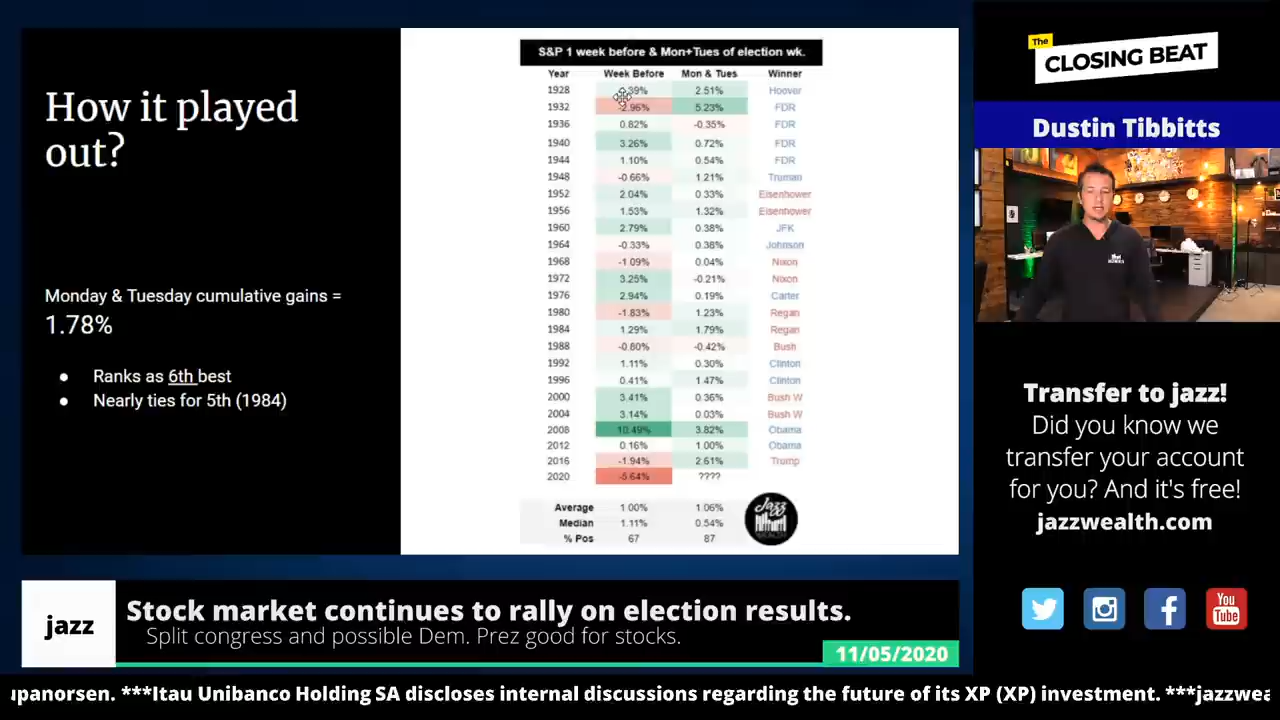 How it played
out?
Monday & Tuesday cumulative gains =
1.78%
● Ranks as 6th best
● Nearly ties for 5th (1984)
S&P 1 week before & Mon+Tues of election wk.
Year Week Before Mon & Tues Winner
1928 39% 2.51% Hoover
1932 -2.96% 5.23% FDR
1936 0.82% -0.35% FDR
1940 3.26% 0.72% FDR
1944 1.10% 0.54% FDR
1948 -0.66% 1.21% Truman
1952 2.04% 0.33% Eisenhower
1956 1.53% 1.32% Eisenhower
1960 2.79% 0.38% JFK
1964 -0.33% 0.38% Johnson
1968 -1.09% 0.04% Nixon
1972 3.25% -0.21% Nixon
1976 2.94% 0.19% Carter
1980 -1.83% 1.23% Regan
1984 1.29% 1.79% Regan
1988 -0.80% -0.42% Bush
1992 1.11% 0.30% Clinton
1996 0.41% 1.47% Clinton
2000 3.41% 0.36% Bush W
2004 3.14% 0.03% Bush W
2008 10.49% 3.82% Obama
2012 0.16% 1.00% Obama
2016 -1.94% 2.61% Trump
2020 -5.64% ????
Average 1.00% 1.06%
Median 1.11% 0.54%
% Pos 67 87
Jazz
WEALTH
The
CLOSING BEAT
Dustin Tibbitts
Transfer to jazz!
Did you know we
transfer your account
for you? And it's free!
jazzwealth.com
You
Tube
jazz
Stock market continues to rally on election results.
Split congress and possible Dem. Prez good for stocks.
11/05/2020
upanorsen. ***Itau Unibanco Holding SA discloses internal discussions regarding the future of its XP (XP) investment. ***jazzwea